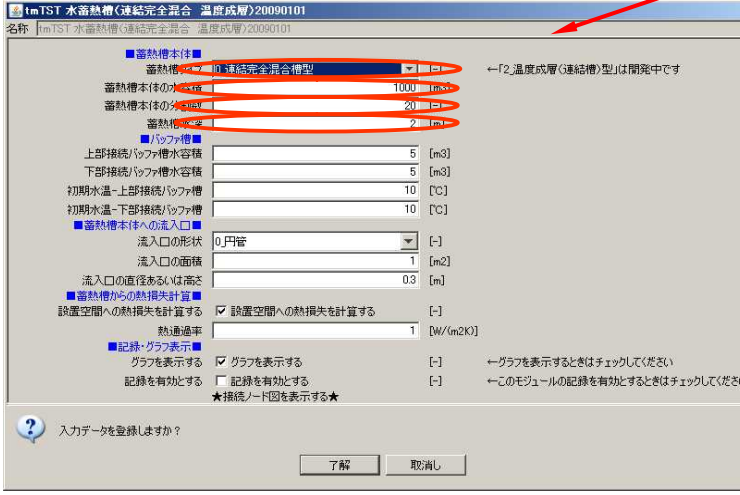 tmTST 水蓄熱槽(連結完全混合 温度成層)20090101
名称 tmTST 水蓄熱槽(連結完全混合 温度成層)20090101
■蓄熱槽本体■
0_連結完全混合槽型 [-] ←「2_温度成層(連結槽)型」は開発中です
蓄熱槽本体の水容積 1000 [m3]
蓄熱槽本体の分割数 20 [-]
蓄熱槽水深 2 [m]
■バッファ槽■
上部接続バッファ槽水容積 5 [m3]
下部接続バッファ槽水容積 5 [m3]
初期水温-上部接続バッファ槽 10 [℃]
初期水温-下部接続バッファ槽 10 [℃]
■蓄熱槽本体への流入口■
流入口の形状 0_円管 [-]
流入口の面積 1 [m2]
流入口の直径あるいは高さ 0.3 [m]
■蓄熱槽からの熱損失計算■
設置空間への熱損失を計算する 設置空間への熱損失を計算する [-]
熱通過率 1 [W/(m2K)]
■記録・グラフ表示■
グラフを表示する グラフを表示する [-] ←グラフを表示するときはチェックしてください
記録を有効とする 記録を有効とする [-] ←このモジュールの記録を有効とするときはチェックしてくださ
★接続ノード図を表示する★
入力データを登録しますか？
了解 取消し